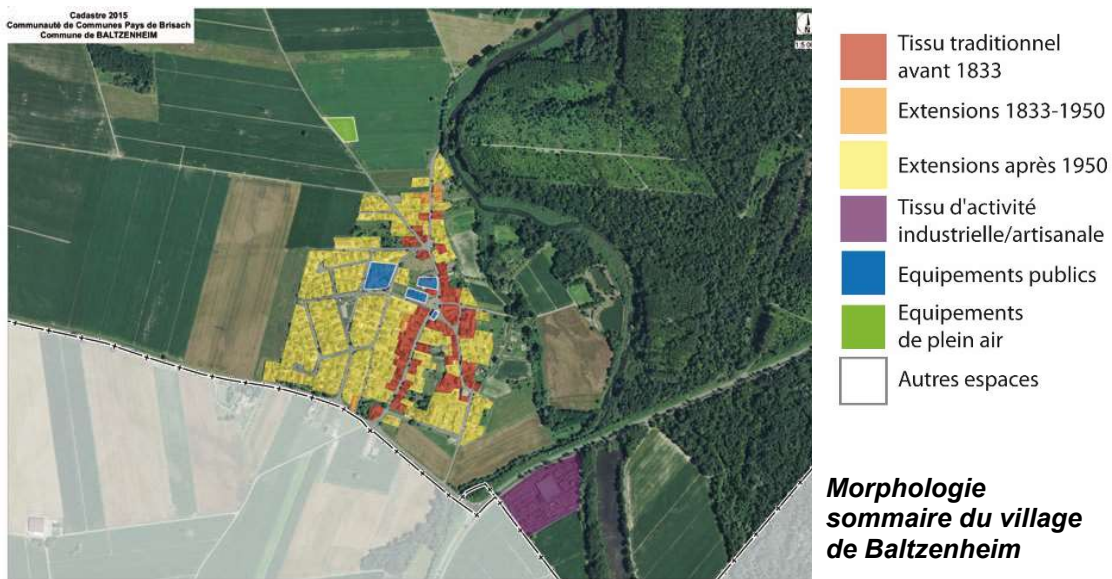 Cadastre 2015
Communauté de Communes Pays de Brisach
Commune de BALTZENHEIM
N
Tissu traditionnel
avant 1833
Extensions 1833-1950
Extensions après 1950
Tissu d'activité
industrielle/artisanale
Equipements publics
Equipements
de plein air
Autres espaces
Morphologie
sommaire du village
de Baltzenheim